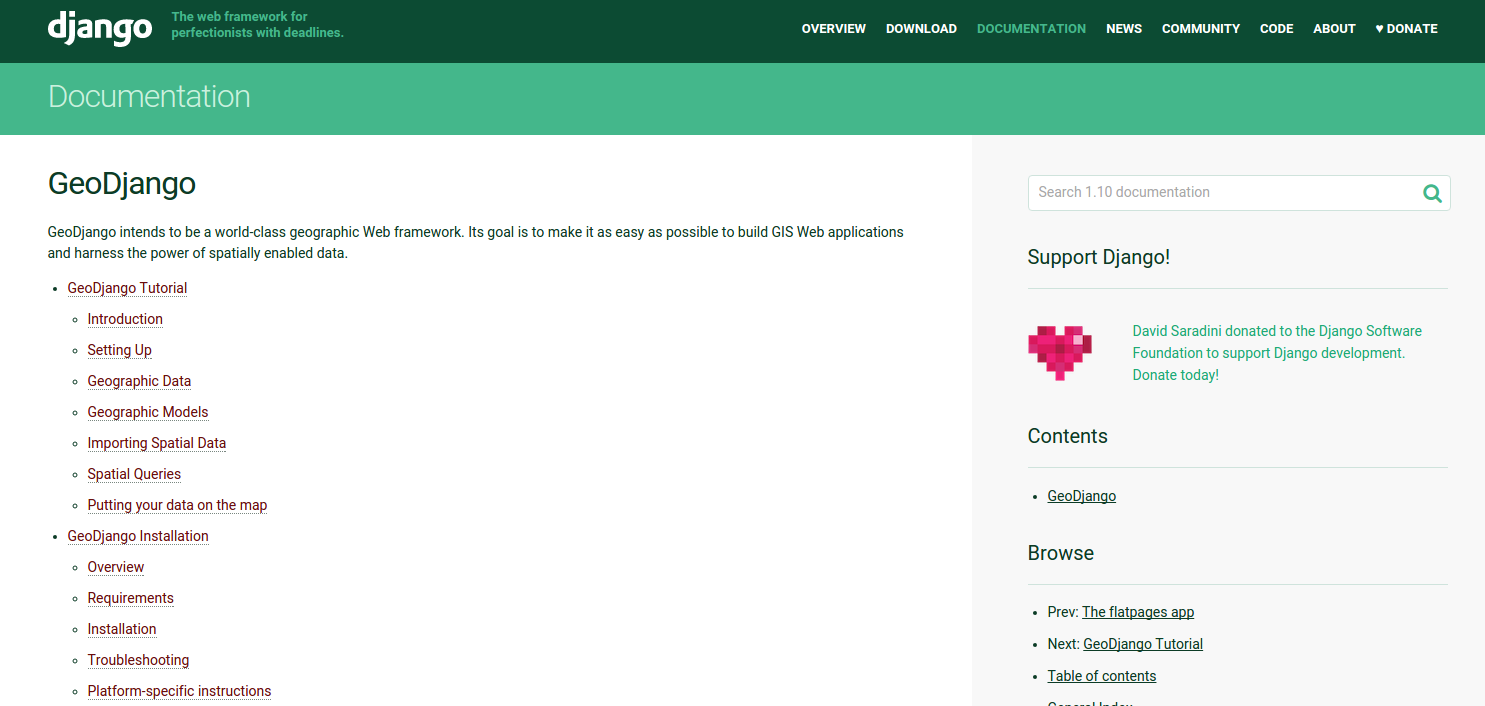 django
The web framework for
perfectionists with deadlines.
OVERVIEW DOWNLOAD DOCUMENTATION NEWS COMMUNITY CODE ABOUT ♥ DONATE
Documentation
GeoDjango
GeoDjango intends to be a world-class geographic Web framework. Its goal is to make it as easy as possible to build GIS Web applications
and harness the power of spatially enabled data.
• GeoDjango Tutorial
◦ Introduction
◦ Setting Up
◦ Geographic Data
◦ Geographic Models
◦ Importing Spatial Data
◦ Spatial Queries
◦ Putting your data on the map
• GeoDjango Installation
◦ Overview
◦ Requirements
◦ Installation
◦ Troubleshooting
◦ Platform-specific instructions
Search 1.10 documentation
Support Django!
David Saradini donated to the Django Software
Foundation to support Django development.
Donate today!
Contents
• GeoDjango
Browse
• Prev: The flatpages app
• Next: GeoDjango Tutorial
• Table of contents
General Index